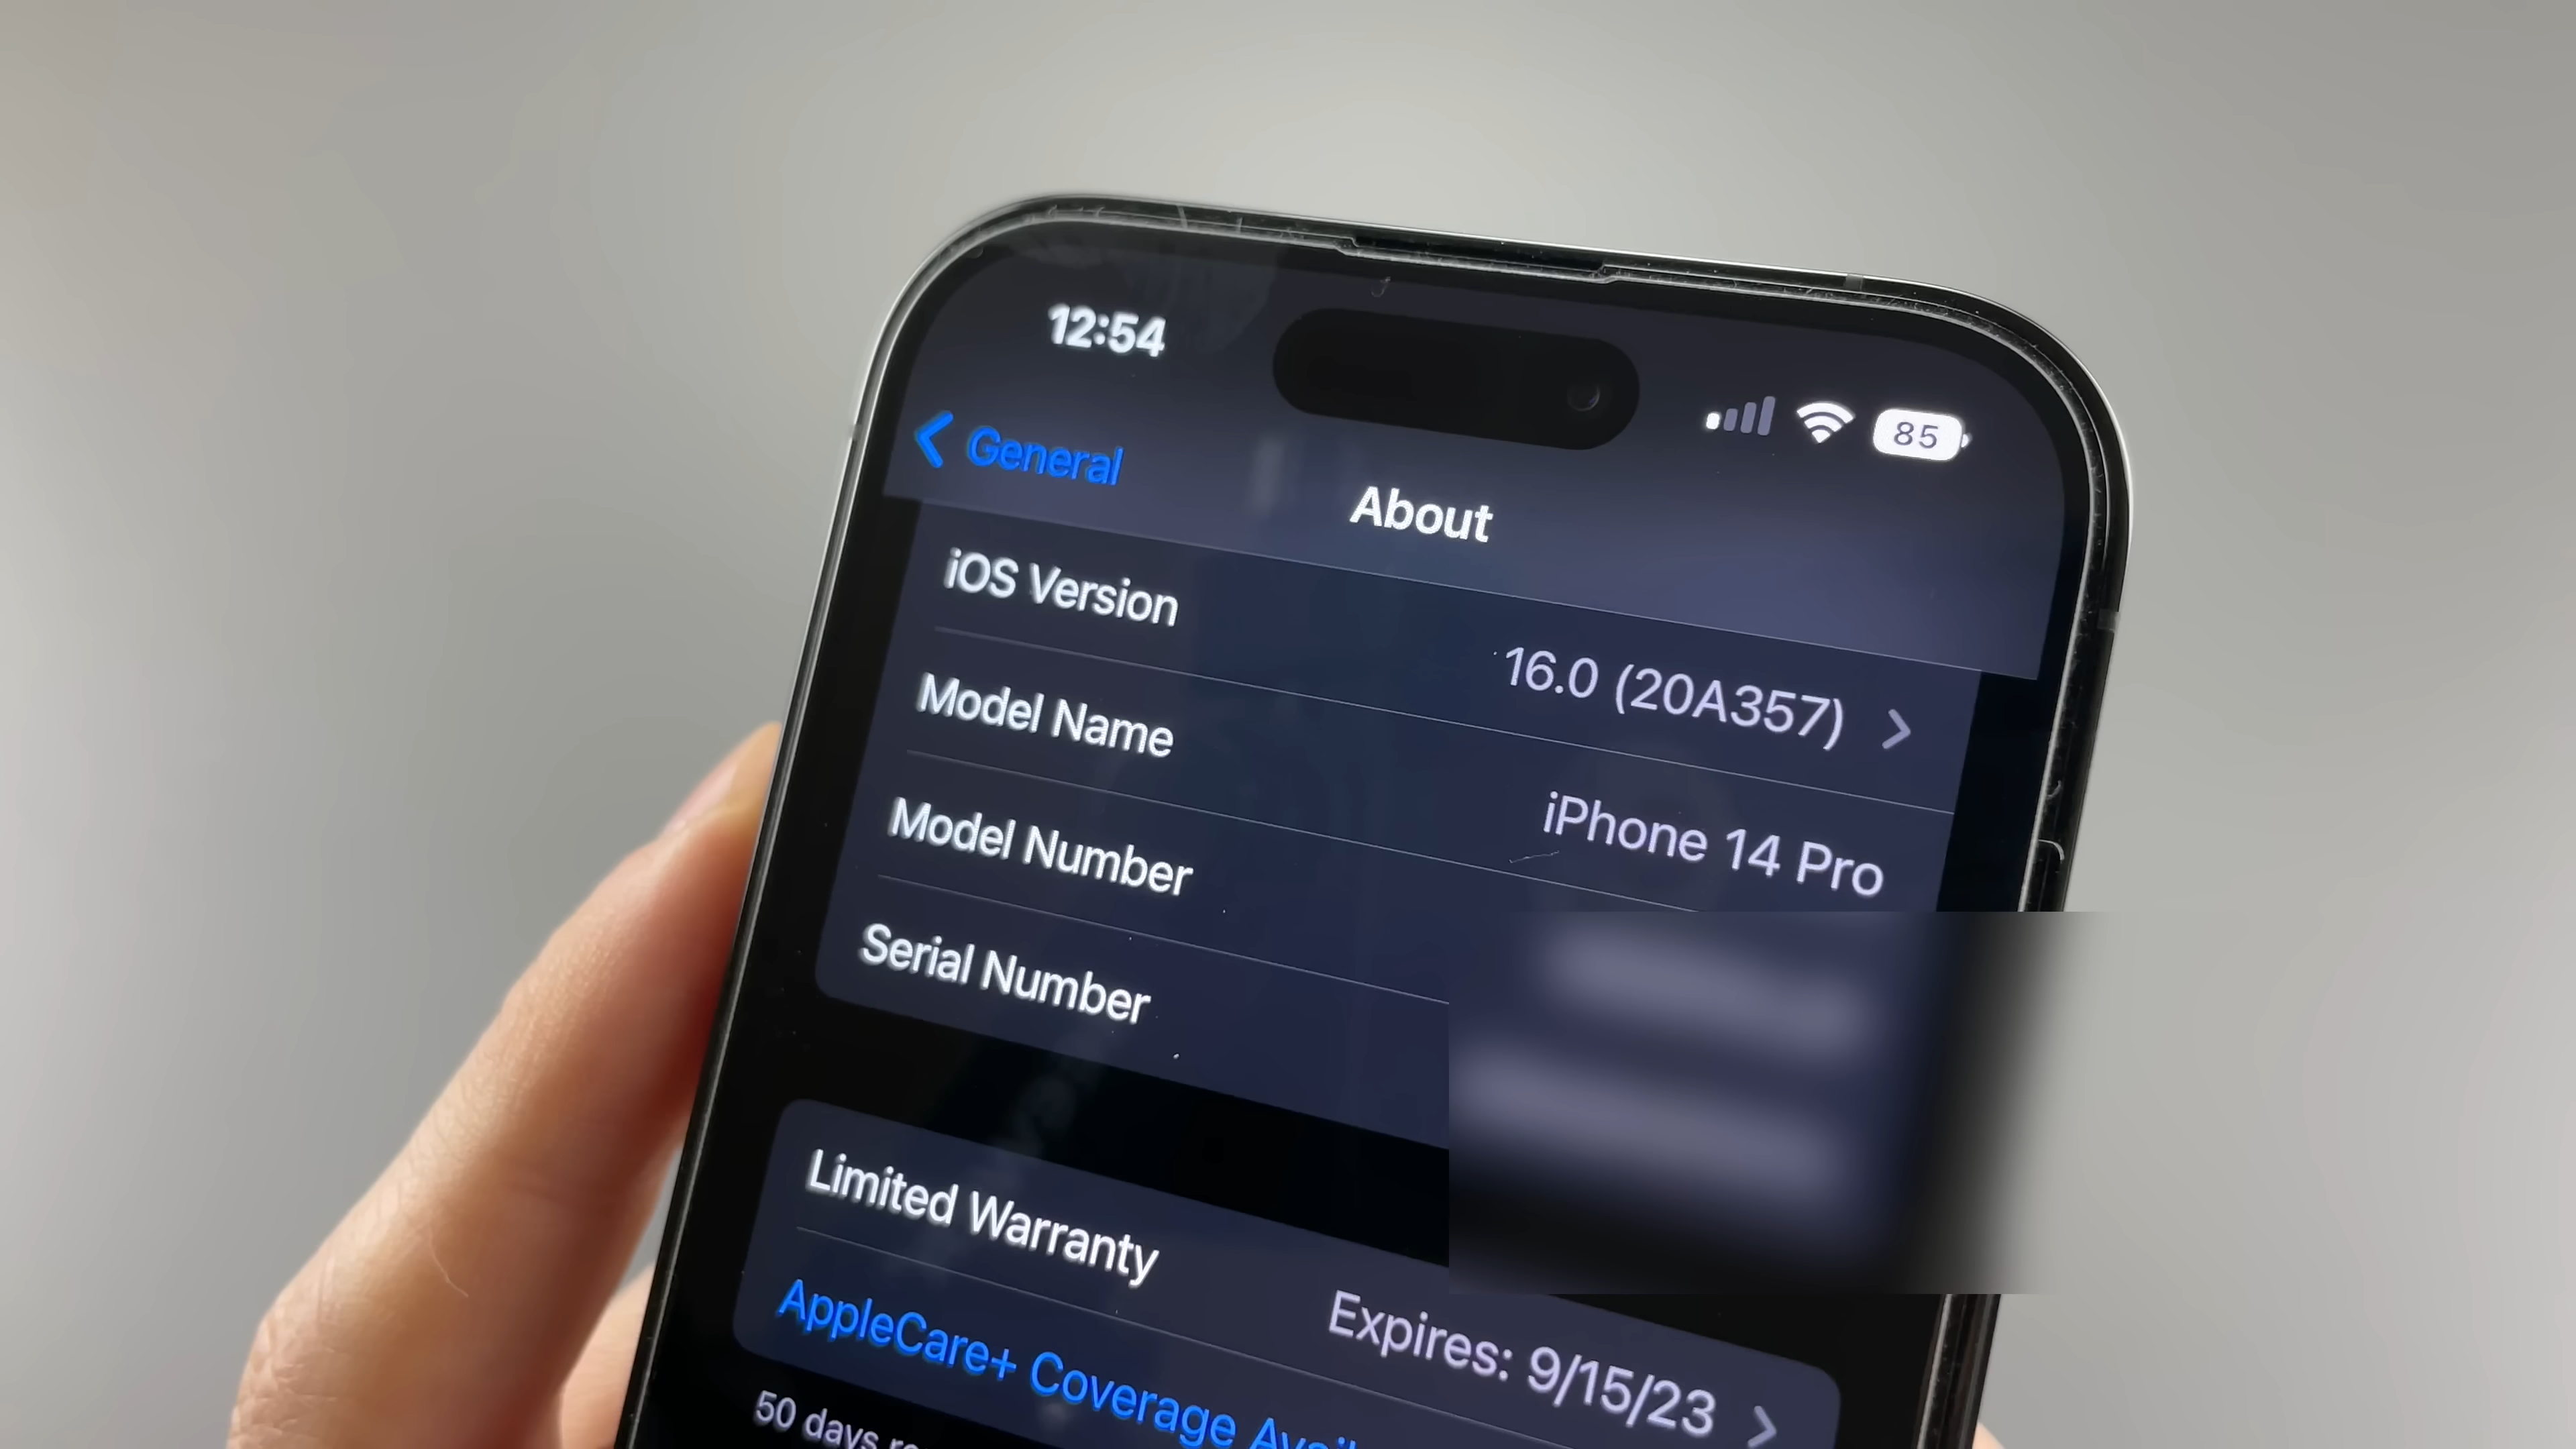 12:54
85
General
About
iOS Version
16.0 (20A357)
Model Name
iPhone 14 Pro
Model Number
Serial Number
Limited Warranty
Expires: 9/15/23
AppleCare+ Coverage
50 days